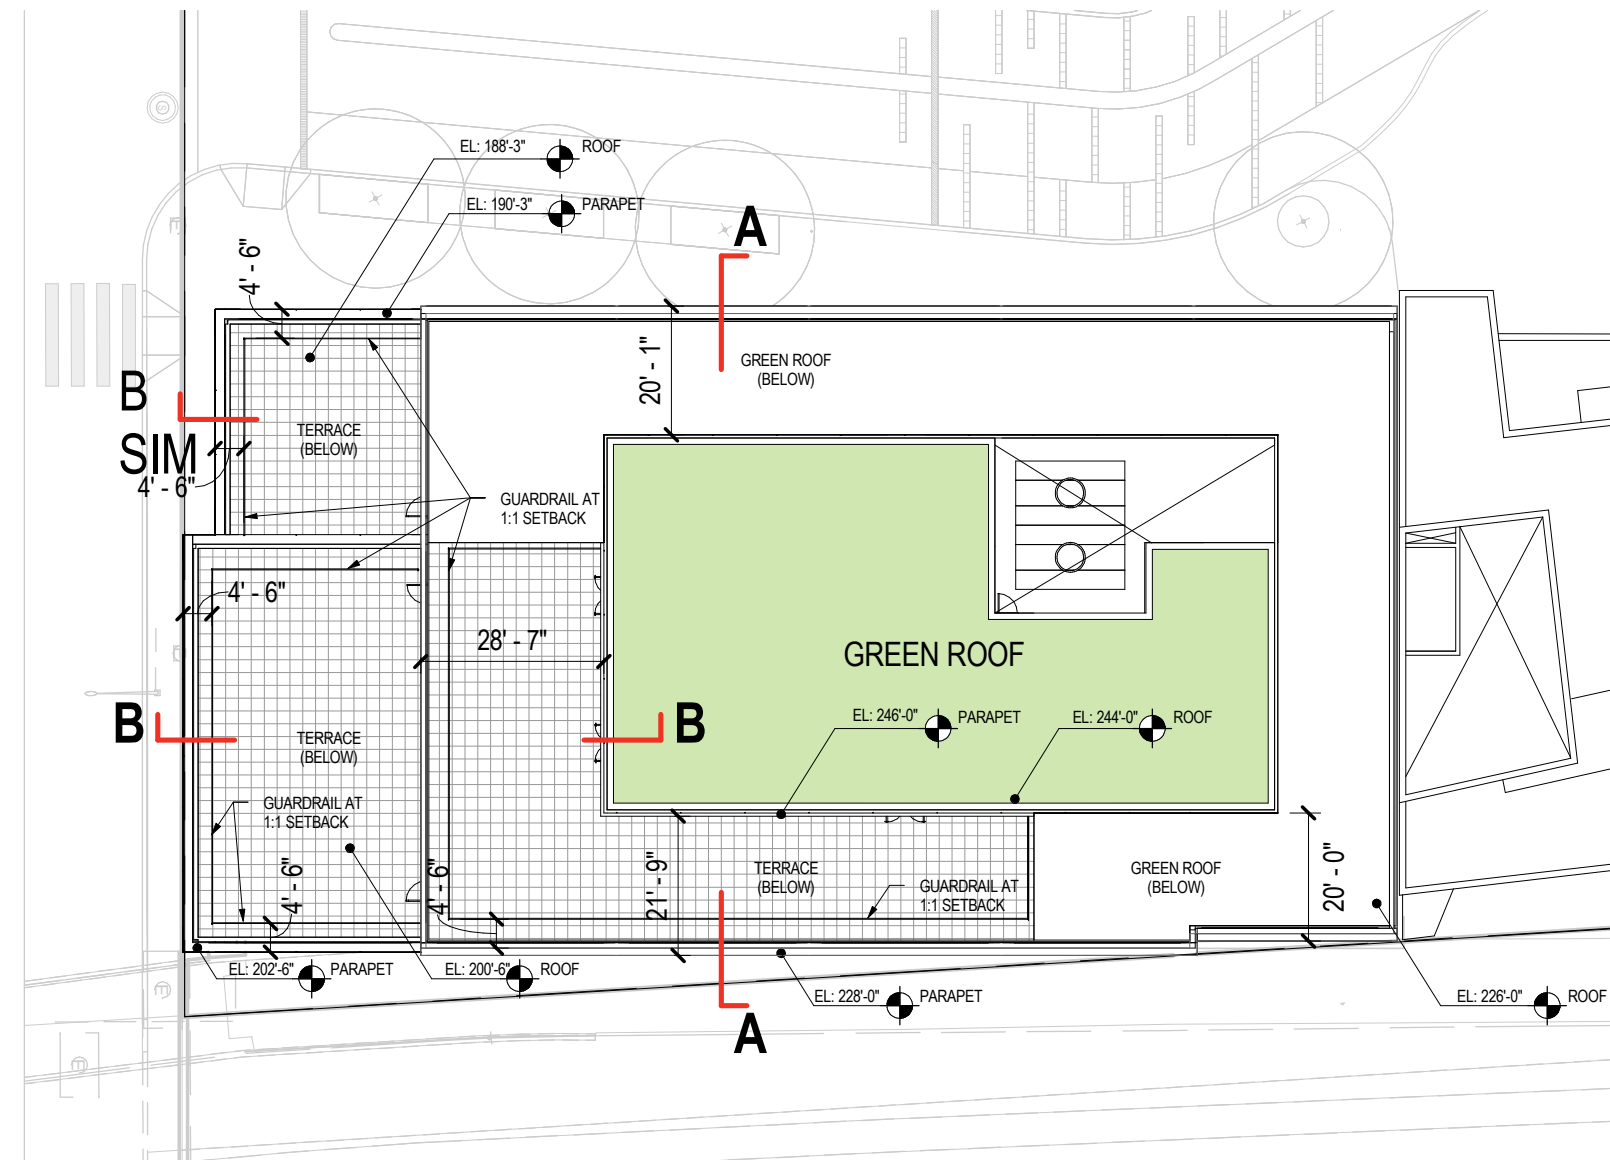 EL: 188'-3" ROOF
EL: 190'-3" PARAPET
A
4' - 6"
20' - 1"
GREEN ROOF
(BELOW)
B
SIM
4' - 6"
TERRACE
(BELOW)
GUARDRAIL AT
1:1 SETBACK
4' - 6"
28' - 7"
GREEN ROOF
B
B
EL: 246'-0" PARAPET
EL: 244'-0" ROOF
TERRACE
(BELOW)
GUARDRAIL AT
1:1 SETBACK
4' - 6"
4' - 6"
21' - 9"
TERRACE
(BELOW)
GUARDRAIL AT
1:1 SETBACK
GREEN ROOF
(BELOW)
20' - 0"
EL: 202'-6" PARAPET
EL: 200'-6" ROOF
EL: 228'-0" PARAPET
EL: 226'-0" ROOF
A